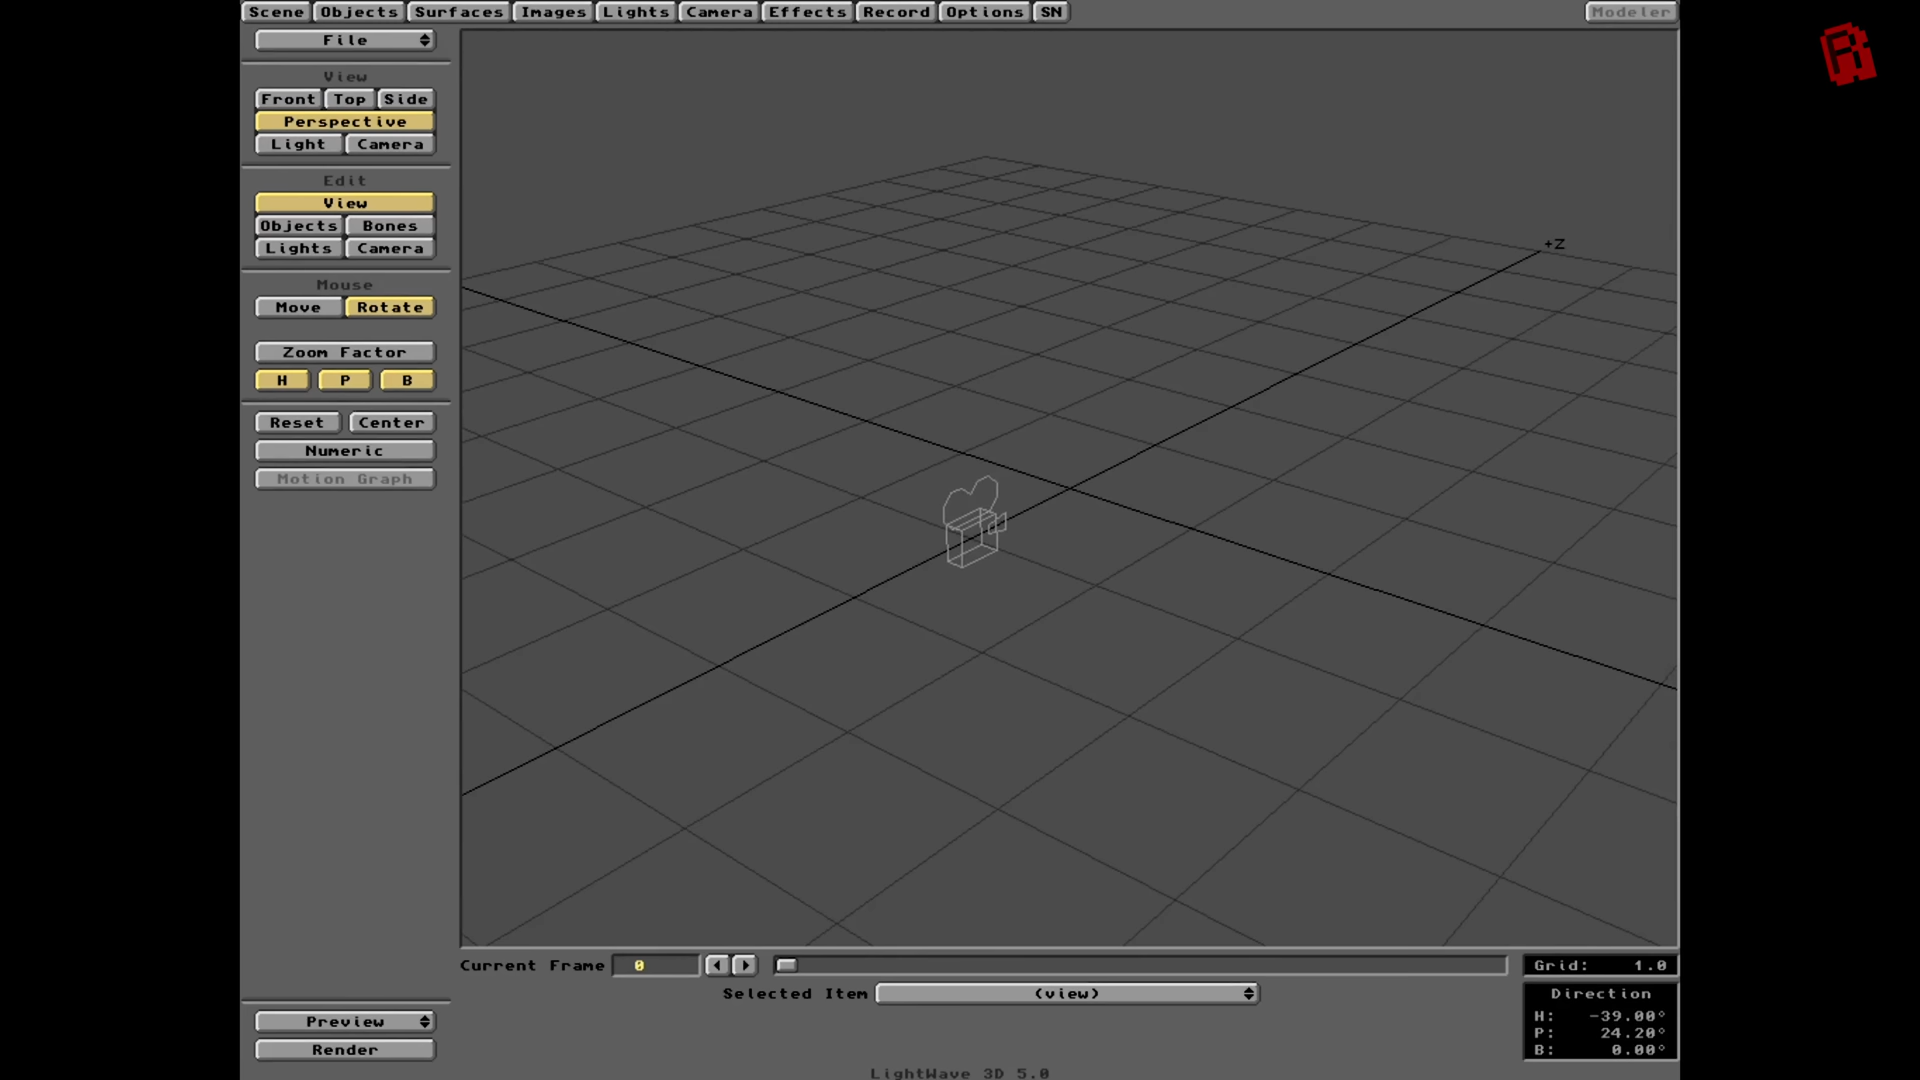 Scene Objects Surfaces Images Lights Camera Effects Record Options SN Modeler
File
View
Front Top Side
Perspective
Light Camera
Edit
View
Objects Bones
Lights Camera
Mouse
Move Rotate
Zoom Factor
H P B
Reset Center
Numeric
Motion Graph
+Z
Current Frame 0
Grid: 1.0
Selected Item (view)
Direction
H: -39.00°
P: 24.20°
B: 0.00°
Preview
Render
LightWave 3D 5.0